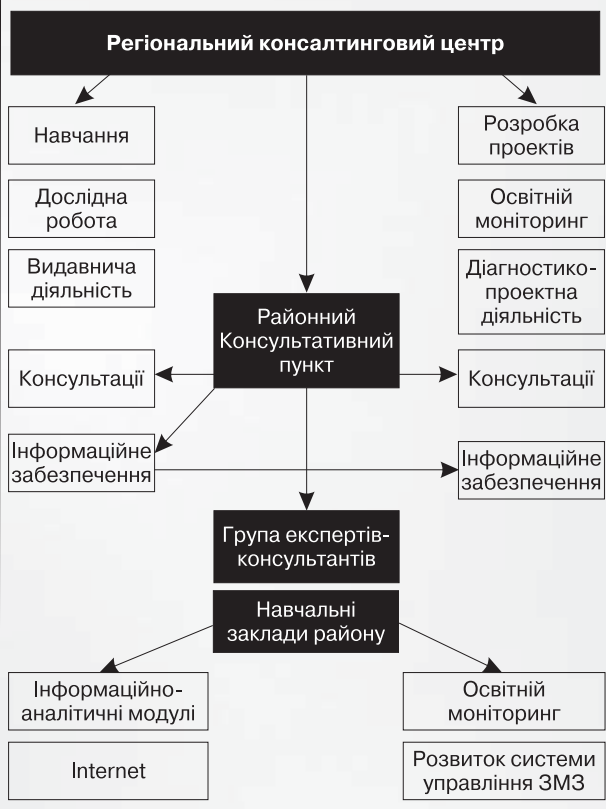 Регіональний консалтинговий центр
Навчання
Розробка
проектів
Дослідна
робота
Освітній
моніторинг
Видавнича
діяльність
Діагностико-
проектна
діяльність
Районний
Консультативний
пункт
Консультації
Консультації
Інформаційне
забезпечення
Інформаційне
забезпечення
Група експертів-
консультантів
Навчальні
заклади району
Інформаційно-
аналітичні модулі
Освітній
моніторинг
Internet
Розвиток системи
управління ЗМЗ